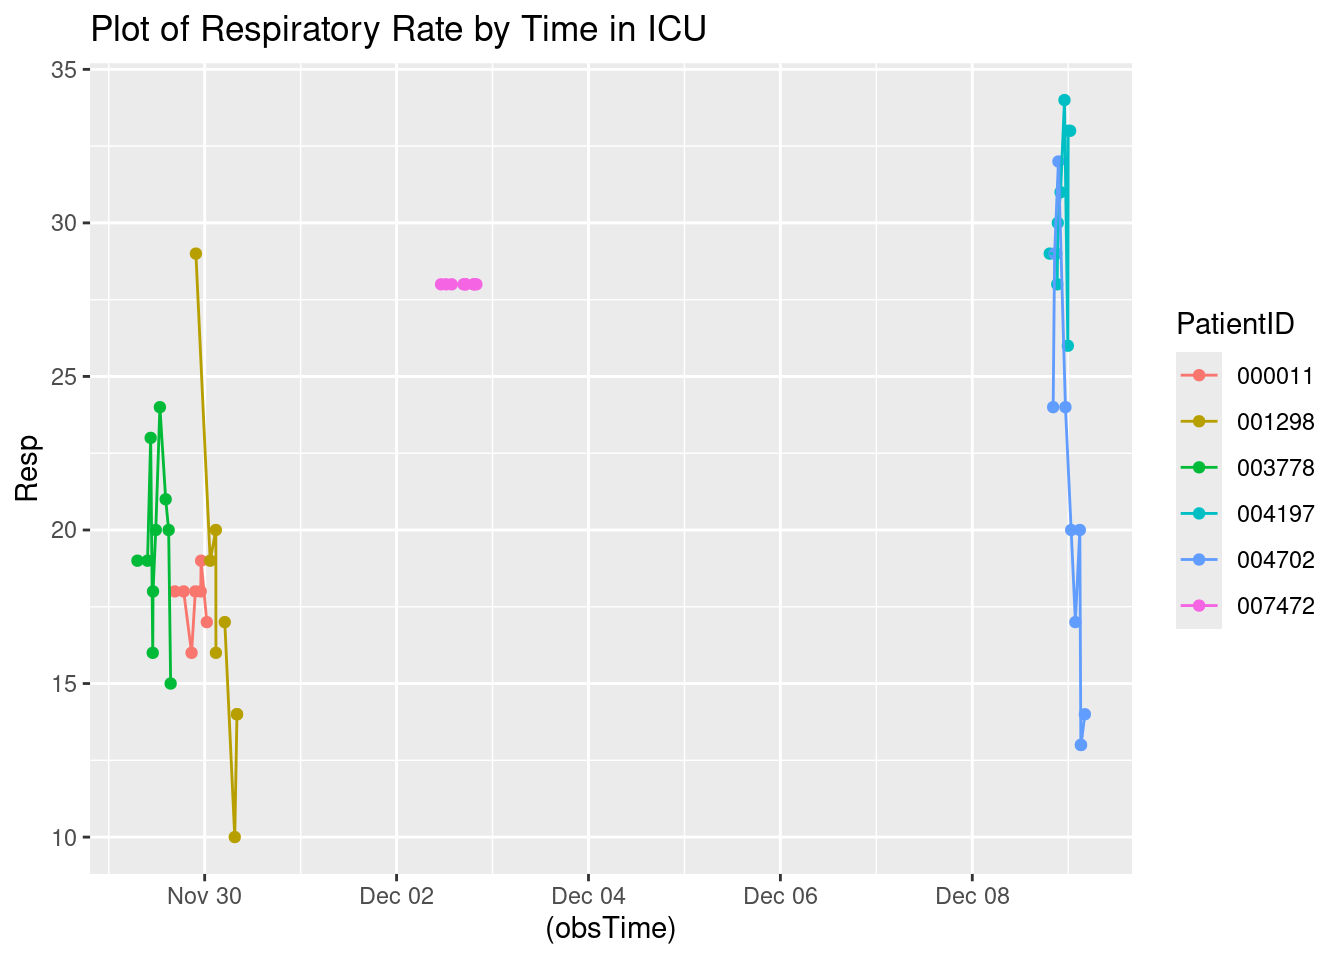 Plot of Respiratory Rate by Time in ICU
35
30
25
20
15
10
Resp
Nov 30
Dec 02
Dec 04
Dec 06
Dec 08
(obsTime)
PatientID
000011
001298
003778
004197
004702
007472